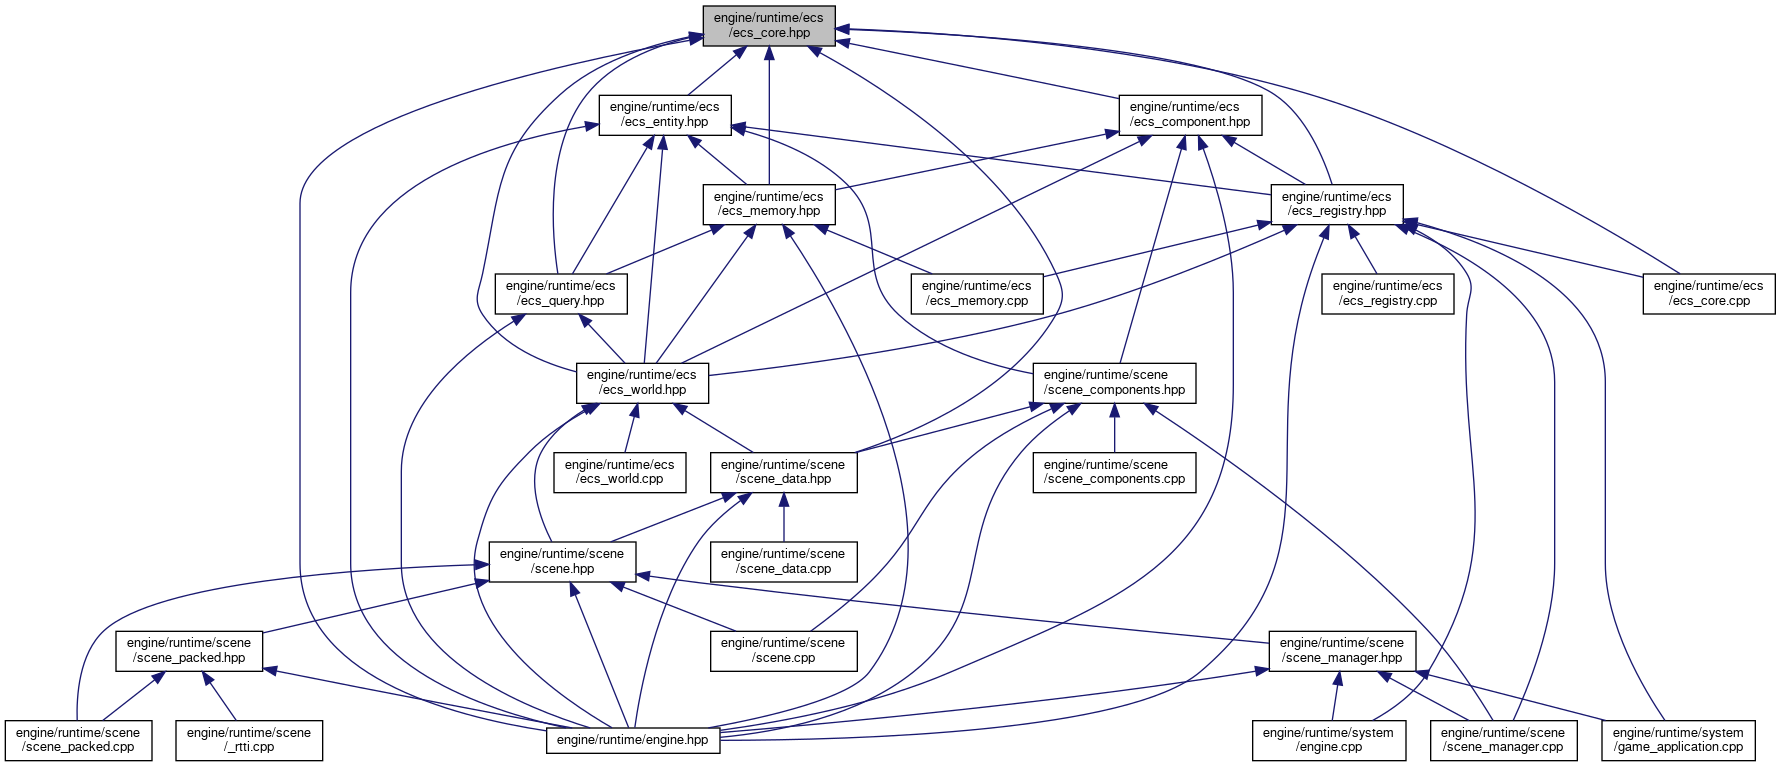 engine/runtime/ecs
/ecs_core.hpp
engine/runtime/ecs
/ecs_entity.hpp
engine/runtime/ecs
/ecs_component.hpp
engine/runtime/ecs
/ecs_memory.hpp
engine/runtime/ecs
/ecs_registry.hpp
engine/runtime/ecs
/ecs_query.hpp
engine/runtime/ecs
/ecs_memory.cpp
engine/runtime/ecs
/ecs_registry.cpp
engine/runtime/ecs
/ecs_core.cpp
engine/runtime/ecs
/ecs_world.hpp
engine/runtime/scene
/scene_components.hpp
engine/runtime/ecs
/ecs_world.cpp
engine/runtime/scene
/scene_data.hpp
engine/runtime/scene
/scene_components.cpp
engine/runtime/scene
/scene.hpp
engine/runtime/scene
/scene_data.cpp
engine/runtime/scene
/scene_packed.hpp
engine/runtime/scene
/scene.cpp
engine/runtime/scene
/scene_manager.hpp
engine/runtime/scene
/scene_packed.cpp
engine/runtime/scene
/_rtti.cpp
engine/runtime/engine.hpp
engine/runtime/system
/engine.cpp
engine/runtime/scene
/scene_manager.cpp
engine/runtime/system
/game_application.cpp